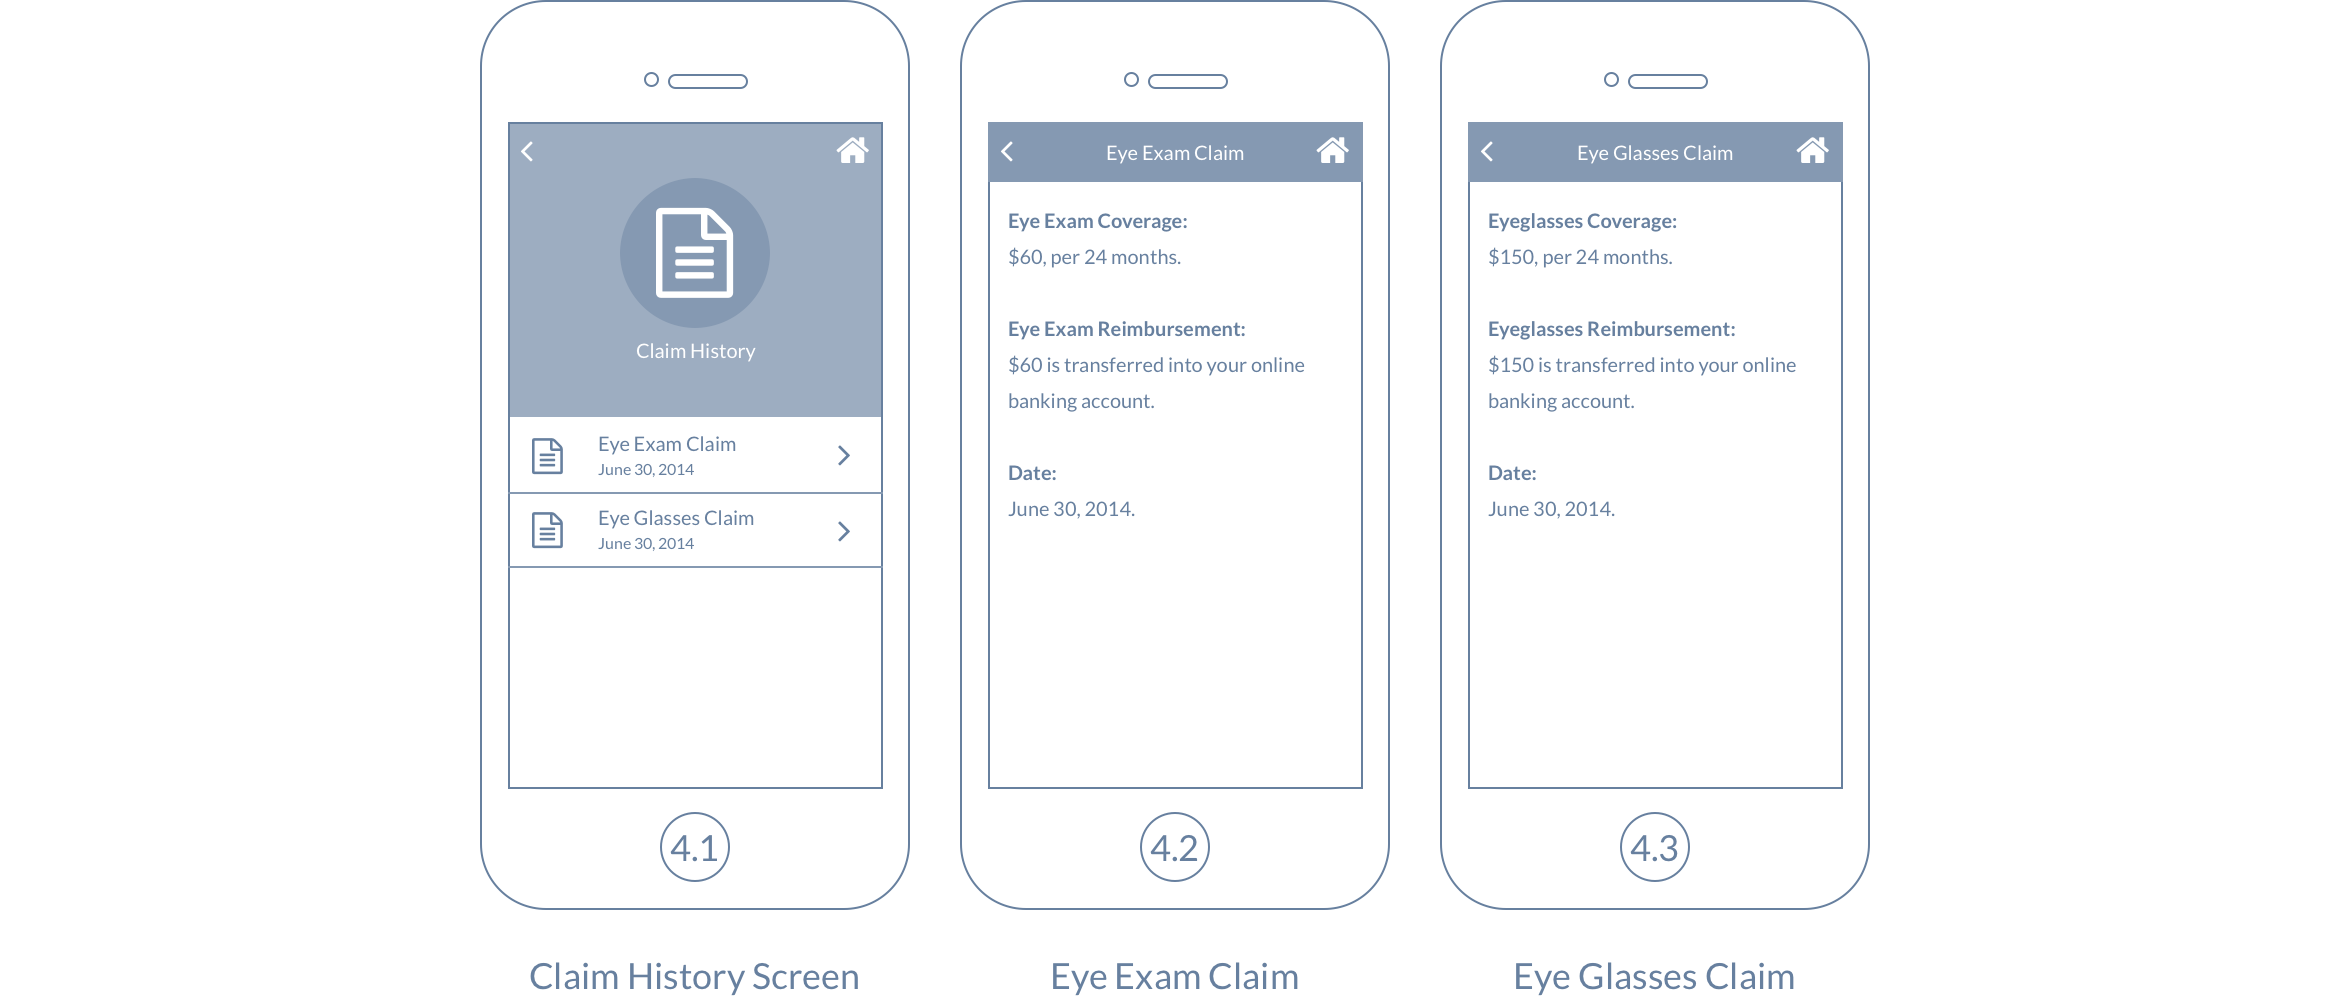 Claim History
Eye Exam Claim
June 30, 2014
Eye Glasses Claim
June 30, 2014
4.1
Claim History Screen
Eye Exam Claim
Eye Exam Coverage:
$60, per 24 months.
Eye Exam Reimbursement:
$60 is transferred into your online
banking account.
Date:
June 30, 2014.
4.2
Eye Exam Claim
Eye Glasses Claim
Eyeglasses Coverage:
$150, per 24 months.
Eyeglasses Reimbursement:
$150 is transferred into your online
banking account.
Date:
June 30, 2014.
4.3
Eye Glasses Claim